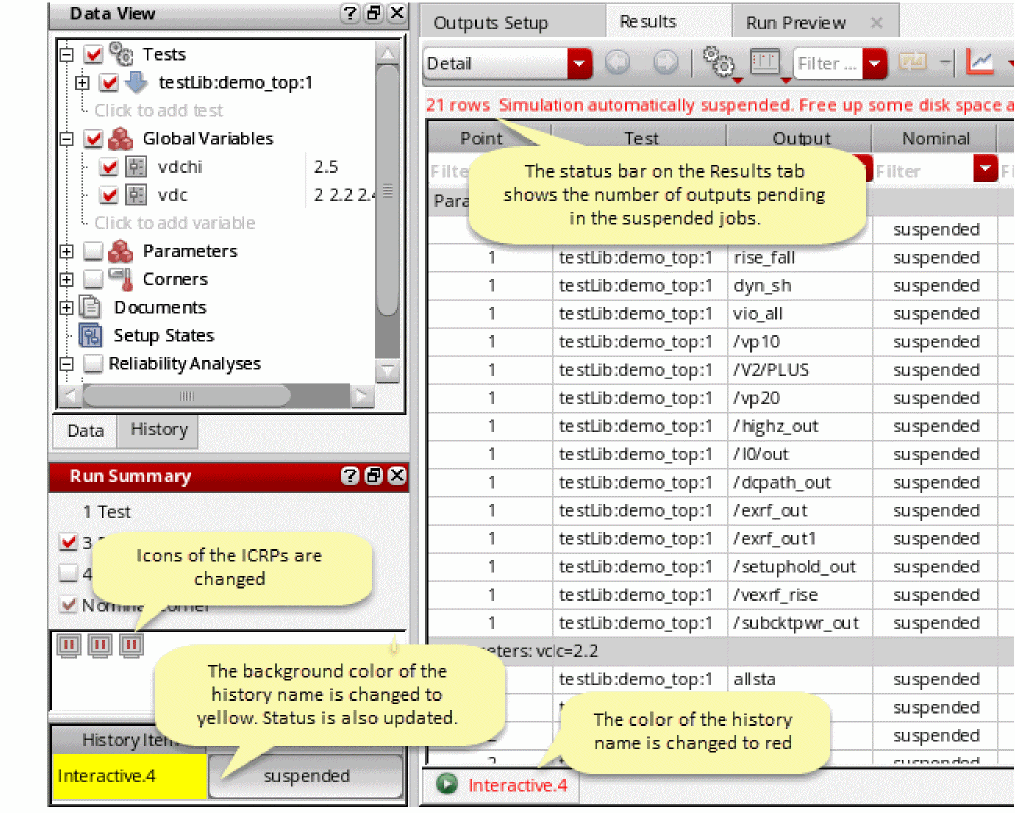 Data View
Tests
testLib:demo_top:1
Click to add test
Global Variables
vdchi 2.5
vdc 2 2.2 2.4
Click to add variable
Parameters
Corners
Documents
Setup States
Reliability Analyses
Data History
Run Summary
1 Test
3
4
Nominal Corner
Icons of the ICRPs are
changed
The background color of the
history name is changed to
yellow. Status is also updated.
History Item
Interactive.4 suspended
Outputs Setup Results Run Preview
Detail Filter ...
21 rows Simulation automatically suspended. Free up some disk space a
Point Test Output Nominal
Filter Filter
The status bar on the Results tab
shows the number of outputs pending
in the suspended jobs.
Para
suspended
1 testLib:demo_top:1 rise_fall suspended
1 testLib:demo_top:1 dyn_sh suspended
1 testLib:demo_top:1 vio_all suspended
1 testLib:demo_top:1 /vp10 suspended
1 testLib:demo_top:1 /V2/PLUS suspended
1 testLib:demo_top:1 /vp20 suspended
1 testLib:demo_top:1 /highz_out suspended
1 testLib:demo_top:1 /I0/out suspended
1 testLib:demo_top:1 /dcpath_out suspended
1 testLib:demo_top:1 /exrf_out suspended
1 testLib:demo_top:1 /exrf_out1 suspended
1 testLib:demo_top:1 /setuphold_out suspended
1 testLib:demo_top:1 /vexrf_rise suspended
1 testLib:demo_top:1 /subcktpwr_out suspended
eters: vdc=2.2
testLib:demo_top:1 allsta suspended
suspended
2 suspended
2 suspended
The color of the history
name is changed to red
Interactive.4